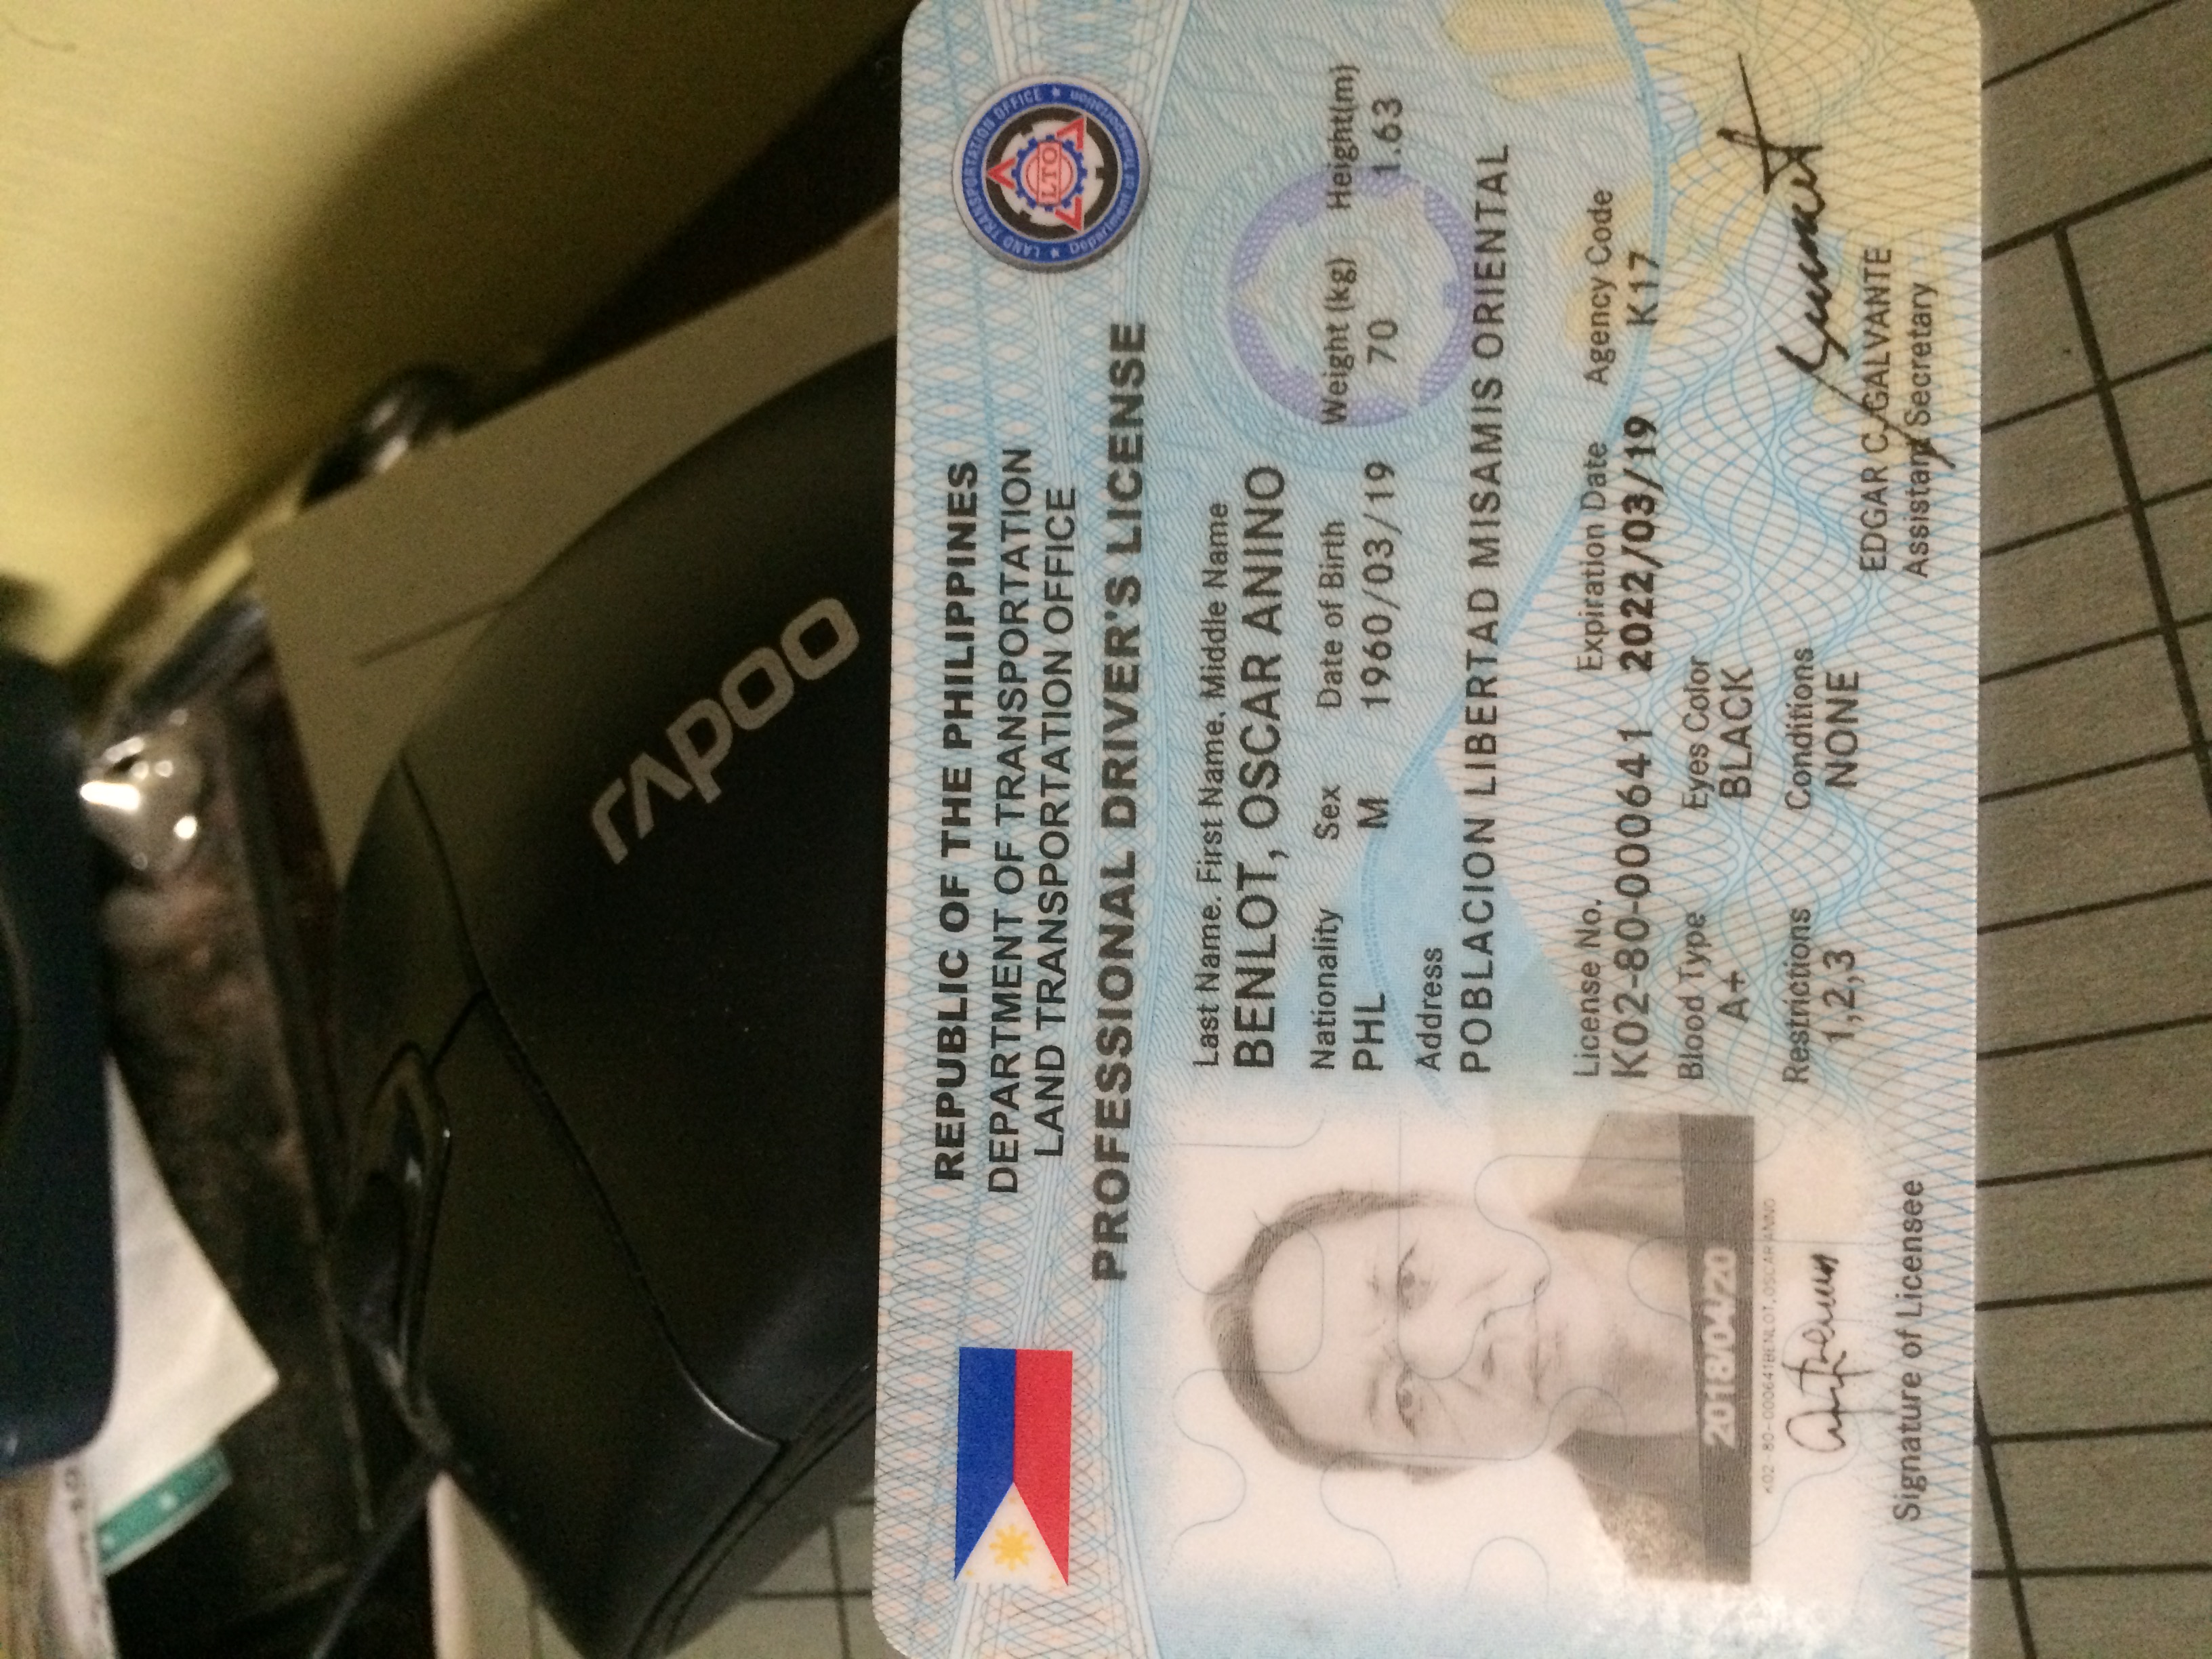 rapoo
REPUBLIC OF THE PHILIPPINES
DEPARTMENT OF TRANSPORTATION
LAND TRANSPORTATION OFFICE
PROFESSIONAL DRIVER'S LICENSE
LAND TRANSPORTATION OFFICE
LTO
Department of Transportation
Last Name. First Name. Middle Name
BENLOT, OSCAR ANINO
Nationality Sex Date of Birth Weight (kg) Height(m)
PHL M 1960/03/19 70 1.63
Address
POBLACION LIBERTAD MISAMIS ORIENTAL
License No. Expiration Date Agency Code
K02-80-000641 2022/03/19 K17
Blood Type Eyes Color
A+ BLACK
Restrictions Conditions
1,2,3 NONE
2018/04/20
K02-80-000641BENLOT,OSCAR ANINO
Signature of Licensee
EDGAR C. GALVANTE
Assistant Secretary